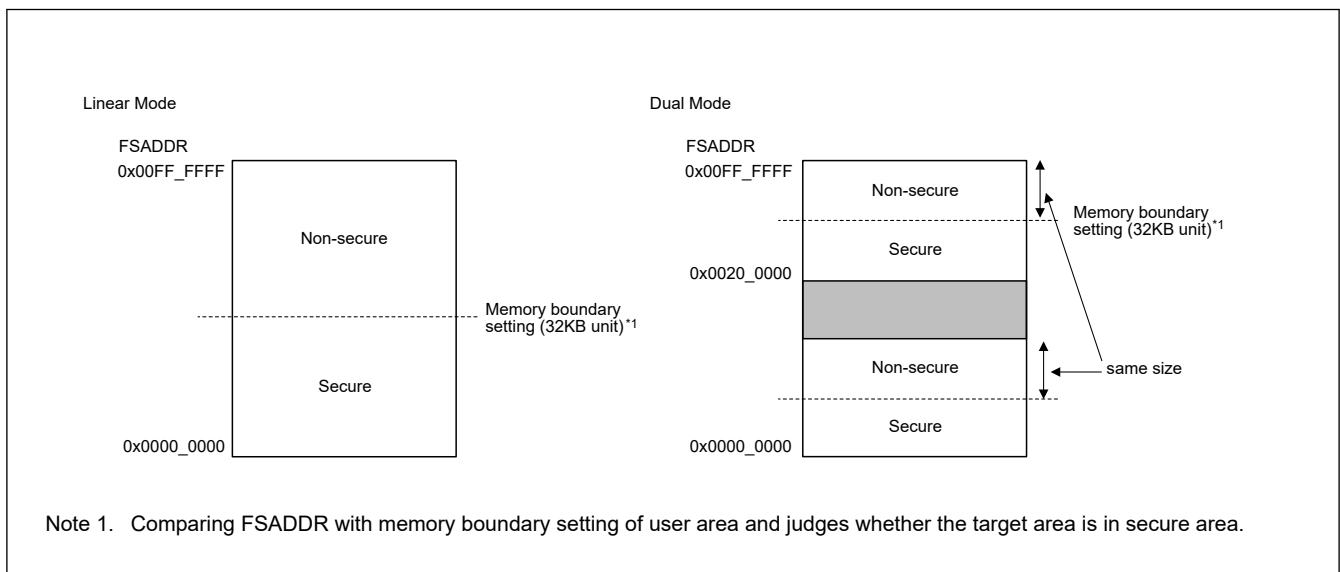 Linear Mode
FSADDR
0x00FF_FFFF
Non-secure
Memory boundary
setting (32KB unit)*1
Secure
0x0000_0000
Dual Mode
FSADDR
0x00FF_FFFF
Non-secure
Memory boundary
setting (32KB unit)*1
Secure
0x0020_0000
Non-secure
same size
Secure
0x0000_0000
Note 1. Comparing FSADDR with memory boundary setting of user area and judges whether the target area is in secure area.